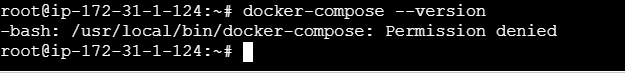 root@ip-172-31-1-124:~# docker-compose --version
-bash: /usr/local/bin/docker-compose: Permission denied
root@ip-172-31-1-124:~#